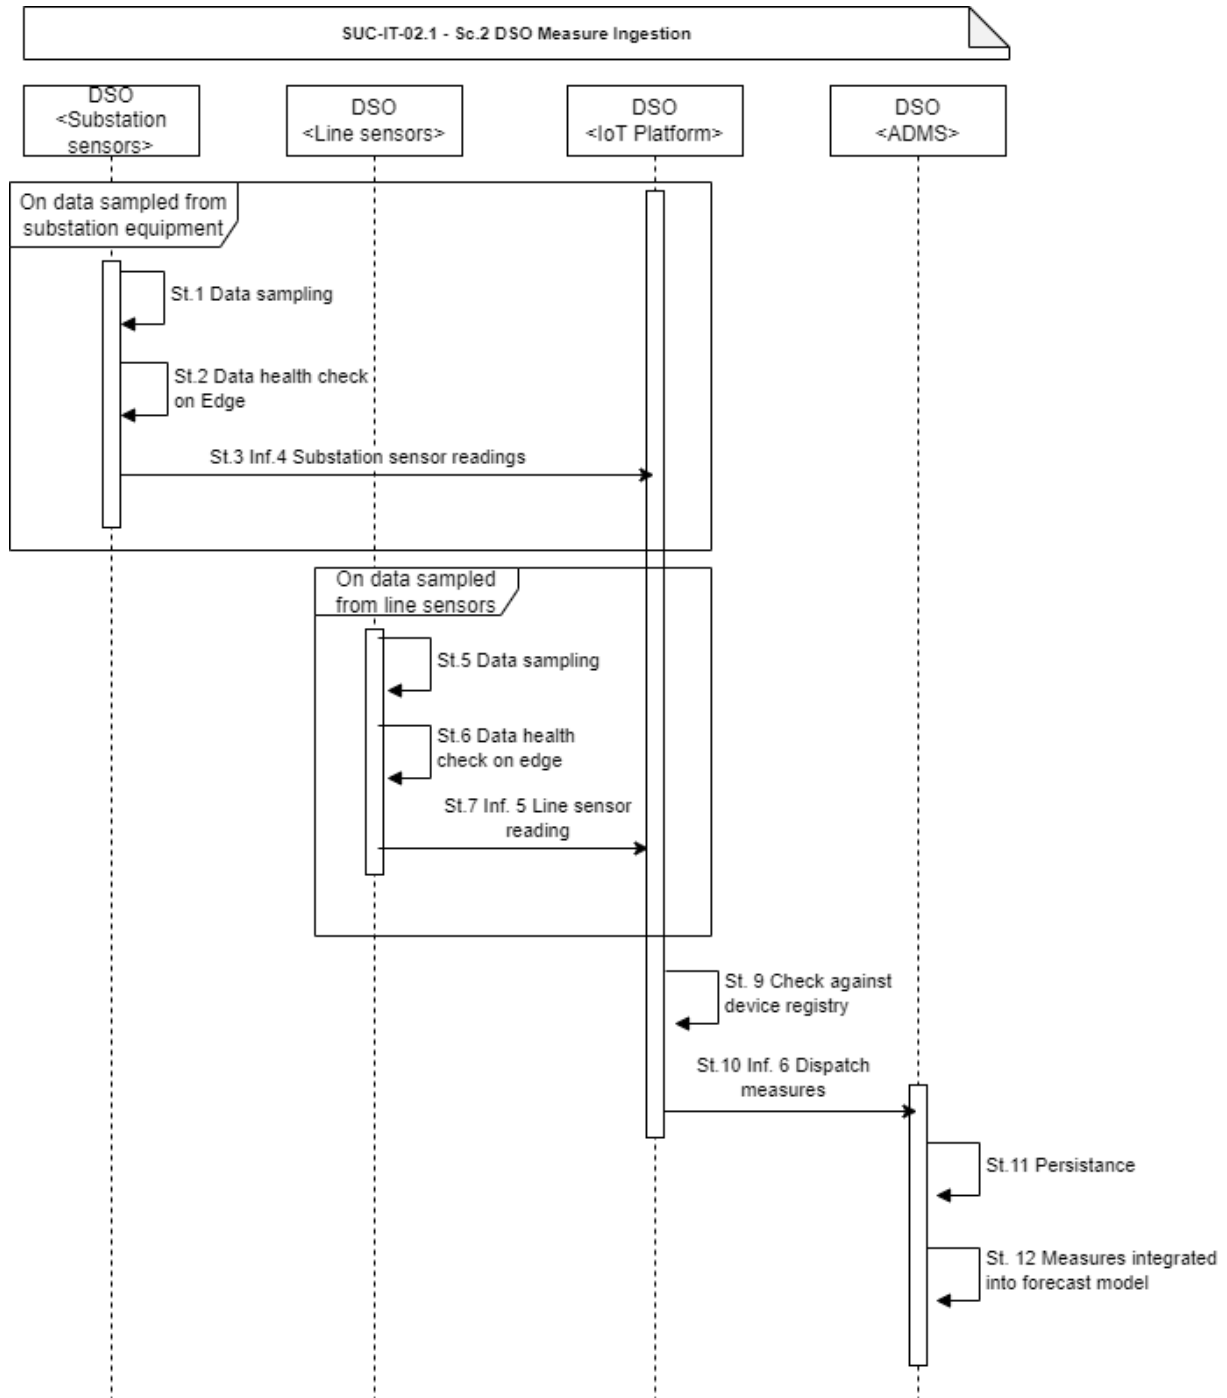 SUC-IT-02.1 - Sc.2 DSO Measure Ingestion
DSO
<Substation
sensors>
DSO
<Line sensors>
DSO
<IoT Platform>
DSO
<ADMS>
On data sampled from
substation equipment
St.1 Data sampling
St.2 Data health check
on Edge
St.3 Inf.4 Substation sensor readings
On data sampled
from line sensors
St.5 Data sampling
St.6 Data health
check on edge
St.7 Inf. 5 Line sensor
reading
St. 9 Check against
device registry
St.10 Inf. 6 Dispatch
measures
St.11 Persistance
St. 12 Measures integrated
into forecast model